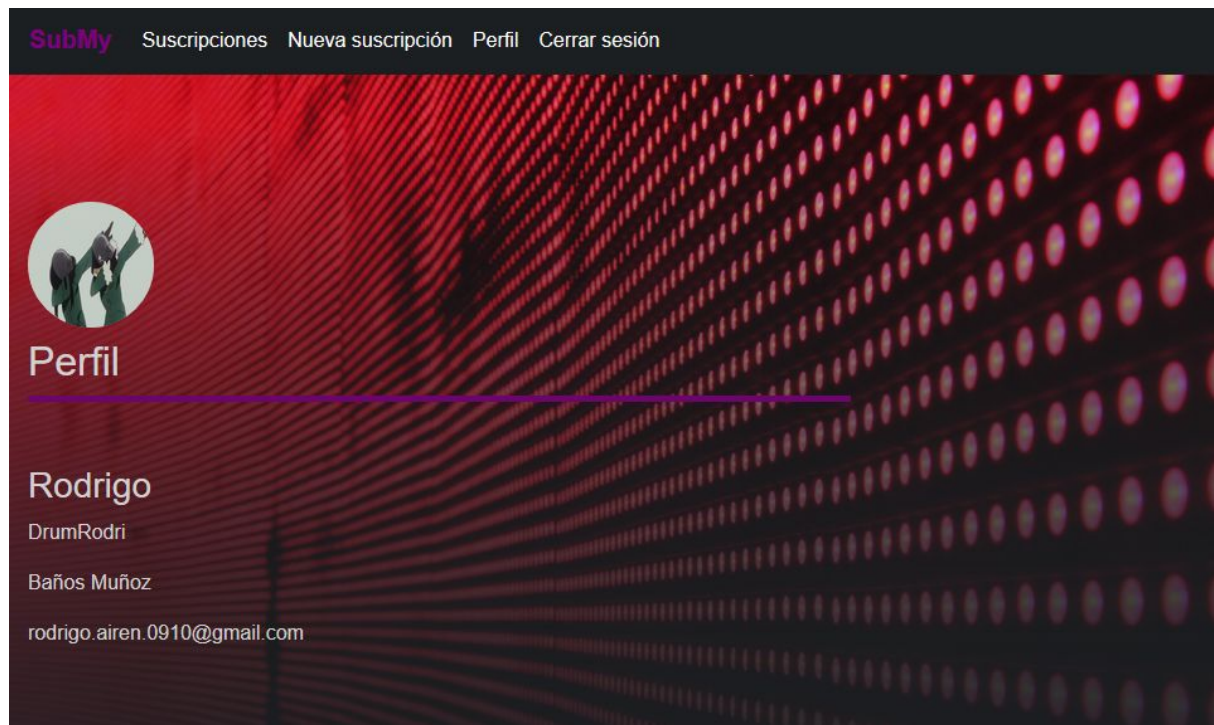 SubMy Suscripciones Nueva suscripción Perfil Cerrar sesión
Perfil
Rodrigo
DrumRodri
Baños Muñoz
rodrigo.airen.0910@gmail.com